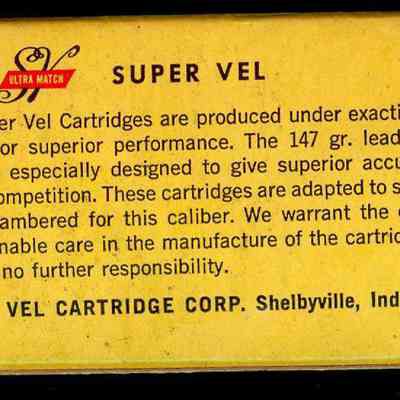 SV
ULTRA MATCH
SUPER VEL
er Vel Cartridges are produced under exacti
or superior performance. The 147 gr. lead
especially designed to give superior accu
ompetition. These cartridges are adapted to s
ambered for this caliber. We warrant the
nable care in the manufacture of the cartric
no further responsibility.
VEL CARTRIDGE CORP. Shelbyville, Ind